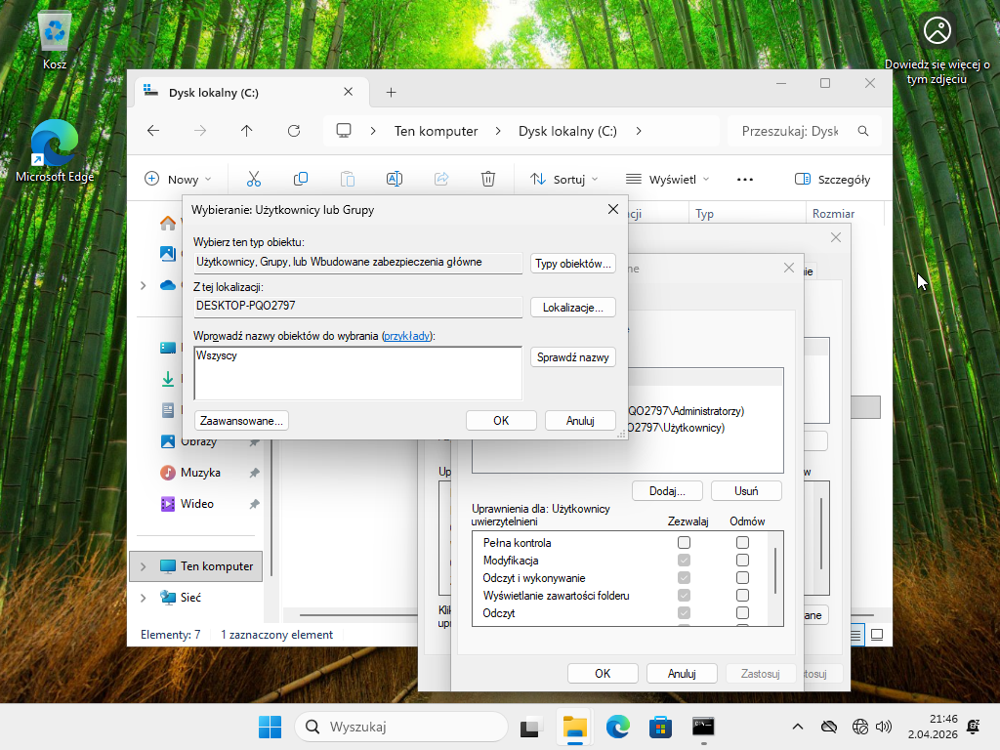 Kosz
Dowiedz się więcej o
tym zdjęciu
Microsoft Edge
Dysk lokalny (C:)
Ten komputer
Dysk lokalny (C:)
Przeszukaj: Dysk
Nowy
Sortuj
Wyświetl
Szczegóły
Typ
Rozmiar
Wybieranie: Użytkownicy lub Grupy
Wybierz ten typ obiektu:
Użytkownicy, Grupy, lub Wbudowane zabezpieczenia główne
Typy obiektów...
Z tej lokalizacji:
DESKTOP-PQO2797
Lokalizacje...
Wprowadź nazwy obiektów do wybrania (przykłady):
Wszyscy
Sprawdź nazwy
Zaawansowane...
OK
Anuluj
PQO2797\Administratorzy)
O2797\Użytkownicy)
Obrazy
Muzyka
Wideo
Ten komputer
Sieć
Dodaj...
Usuń
Uprawnienia dla: Użytkownicy
uwierzytelnieni
Zezwalaj
Odmów
Pełna kontrola
Modyfikacja
Odczyt i wykonywanie
Wyświetlanie zawartości folderu
Odczyt
OK
Anuluj
Zastosuj
Elementy: 7
1 zaznaczony element
Wyszukaj
21:46
2.04.2026